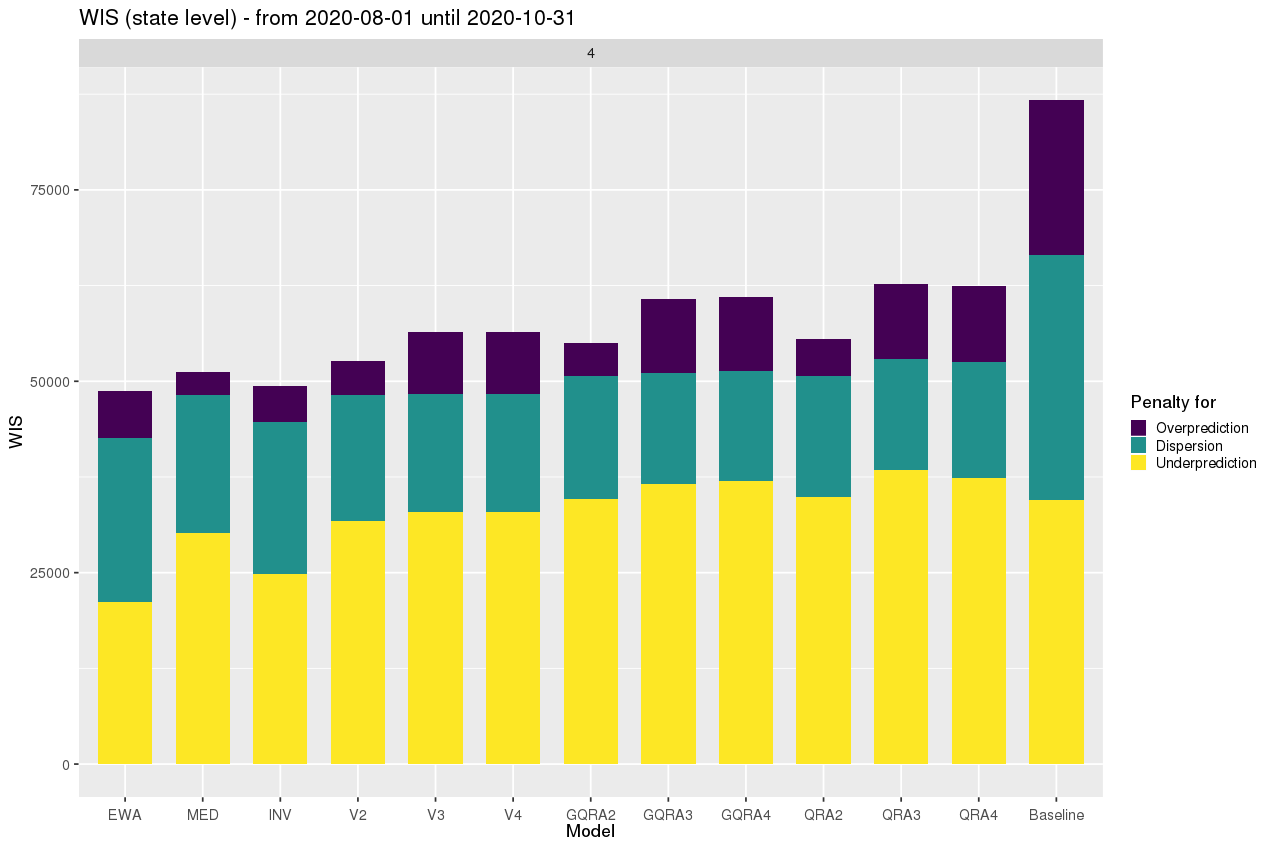 WIS (state level) - from 2020-08-01 until 2020-10-31
4
WIS
75000
50000
25000
0
EWA MED INV V2 V3 V4 GQRA2 GQRA3 GQRA4 QRA2 QRA3 QRA4 Baseline
Model
Penalty for
Overprediction
Dispersion
Underprediction